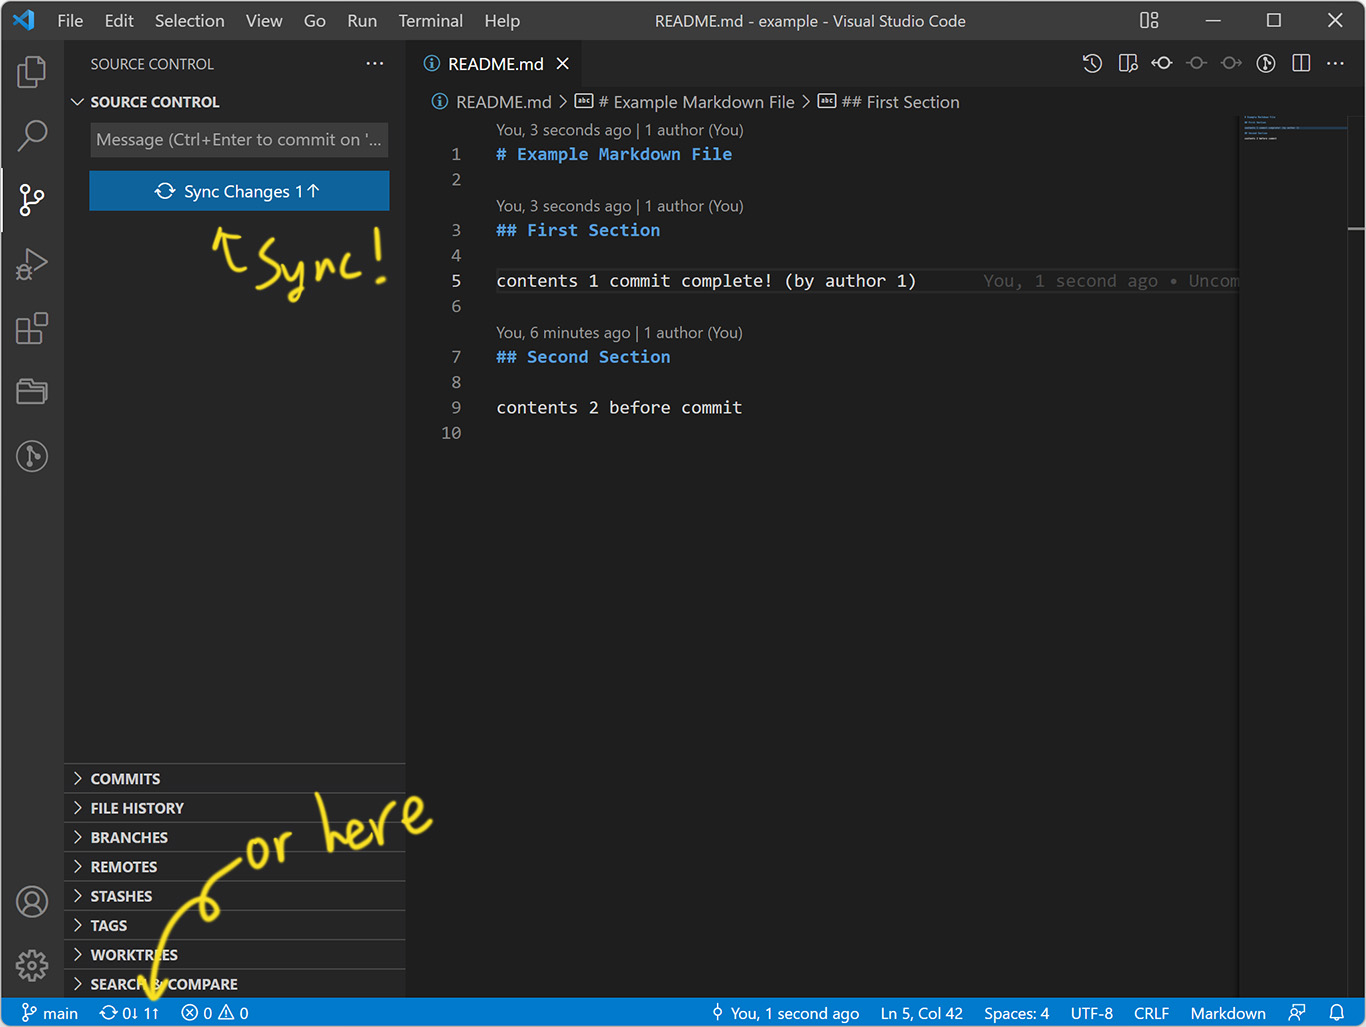 File Edit Selection View Go Run Terminal Help README.md - example - Visual Studio Code
SOURCE CONTROL
README.md
SOURCE CONTROL
Message (Ctrl+Enter to commit on '...
Sync Changes 1↑
Sync!
README.md > # Example Markdown File > ## First Section
You, 3 seconds ago | 1 author (You)
1 # Example Markdown File
2
You, 3 seconds ago | 1 author (You)
3 ## First Section
4
5 contents 1 commit complete! (by author 1) You, 1 second ago • Uncom
6
You, 6 minutes ago | 1 author (You)
7 ## Second Section
8
9 contents 2 before commit
10
COMMITS
FILE HISTORY
BRANCHES
REMOTES
STASHES
TAGS
WORKTREES
SEARCH & COMPARE
or here
main 0↓ 1↑ 0 0 You, 1 second ago Ln 5, Col 42 Spaces: 4 UTF-8 CRLF Markdown